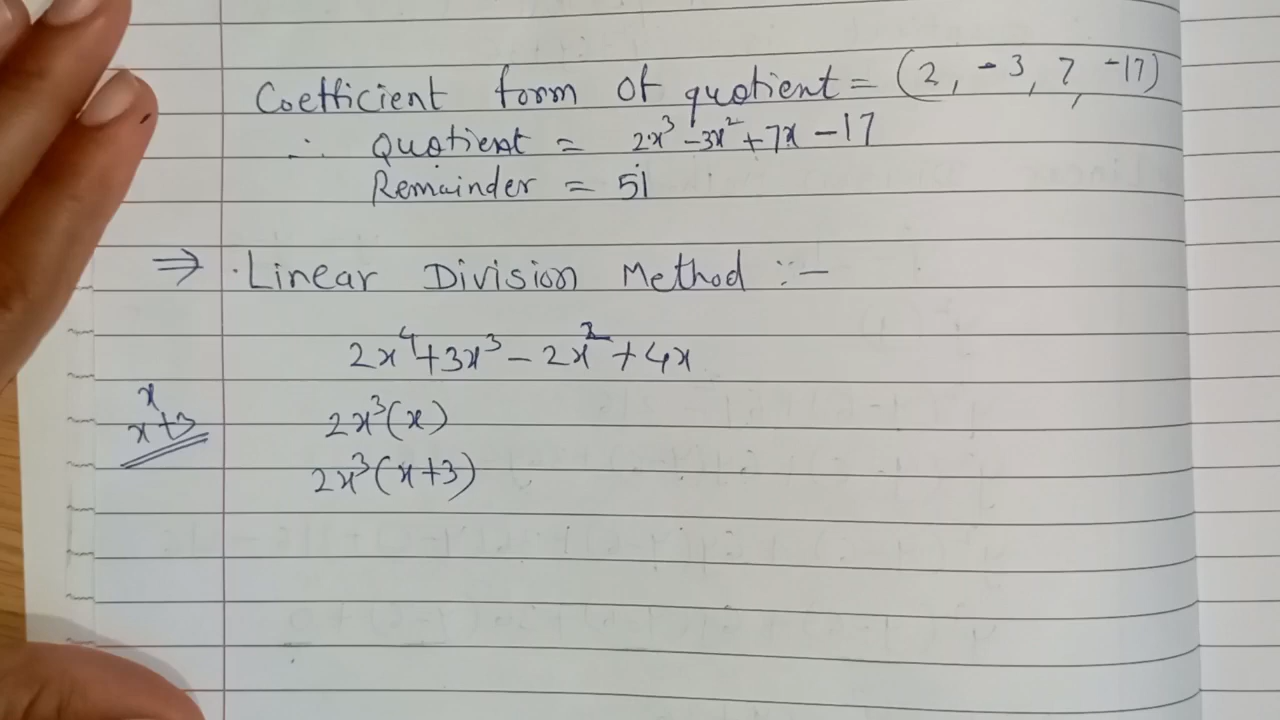 Coefficient form of quotient = (2, -3, 7, -17)
∴ Quotient = 2x³ -3x² +7x -17
Remainder = 51
⇒ Linear Division Method :-
2x⁴+3x³-2x²+4x
x
2x³(x)
x+3
2x³(x+3)